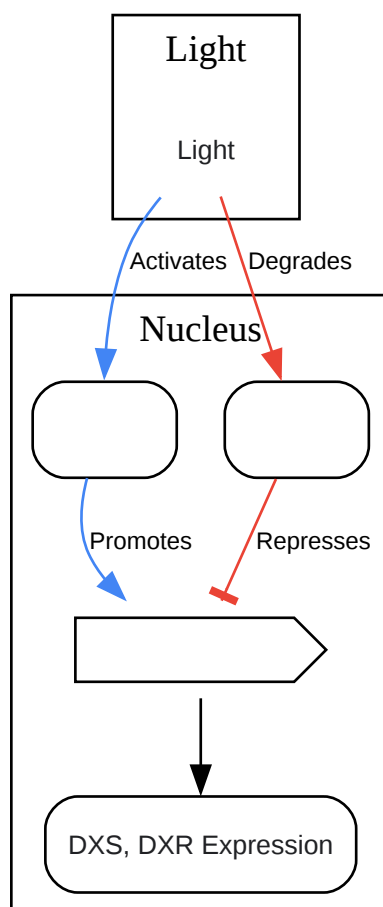 Light
Light
Activates
Degrades
Nucleus
Promotes
Represses
DXS, DXR Expression